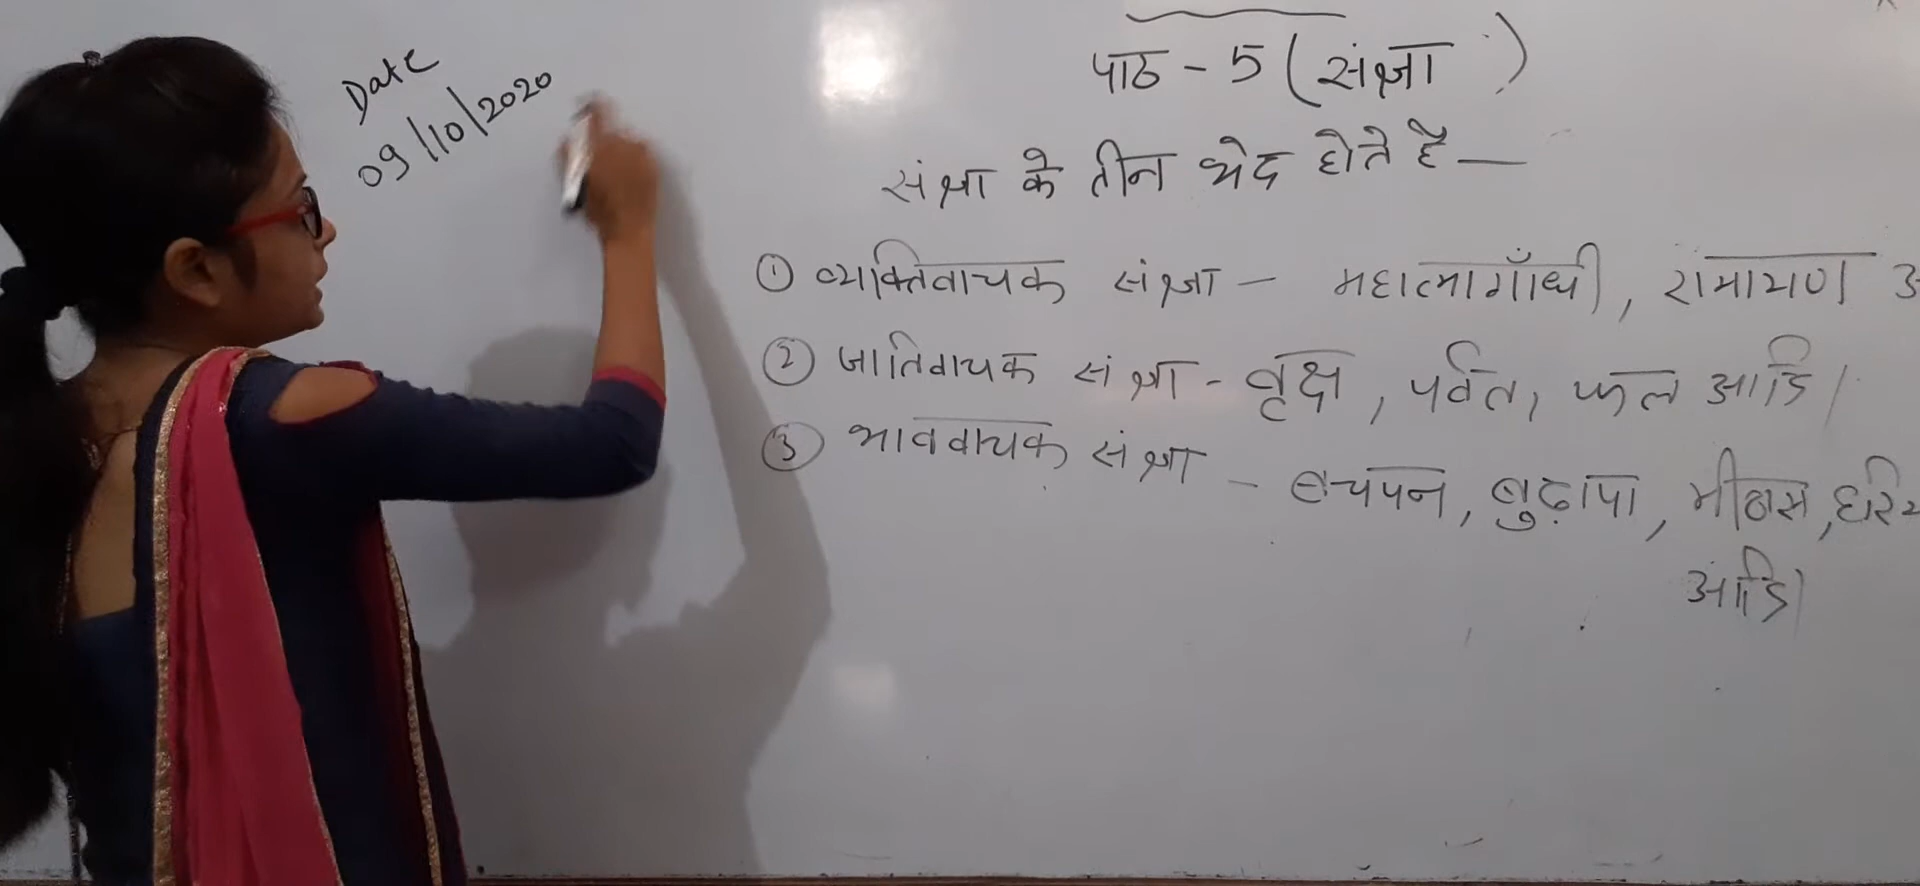 Date
09/10/2020
पाठ - 5 ( संज्ञा )
संज्ञा के तीन भेद होते है —
① व्यक्तिवाचक संज्ञा - महात्मागाँधी, रामायण
② जातिवाचक संज्ञा - वृक्ष, पर्वत, फल आदि।
③ भाववाचक संज्ञा - बचपन, बुढ़ापा, मीठास,
आदि।